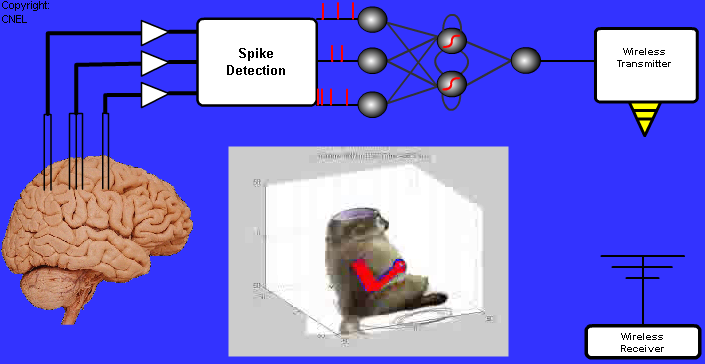 Copyright:
CNEL
Spike
Detection
Wireless
Transmitter
Wireless
Receiver